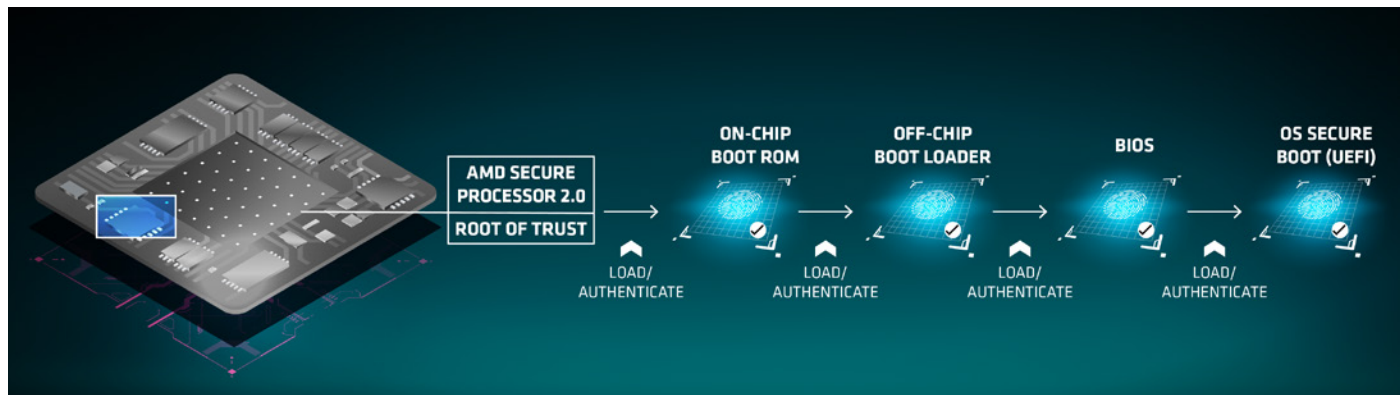 AMD SECURE
PROCESSOR 2.0
ROOT OF TRUST
LOAD/
AUTHENTICATE
ON-CHIP
BOOT ROM
LOAD/
AUTHENTICATE
OFF-CHIP
BOOT LOADER
LOAD/
AUTHENTICATE
BIOS
LOAD/
AUTHENTICATE
OS SECURE
BOOT (UEFI)